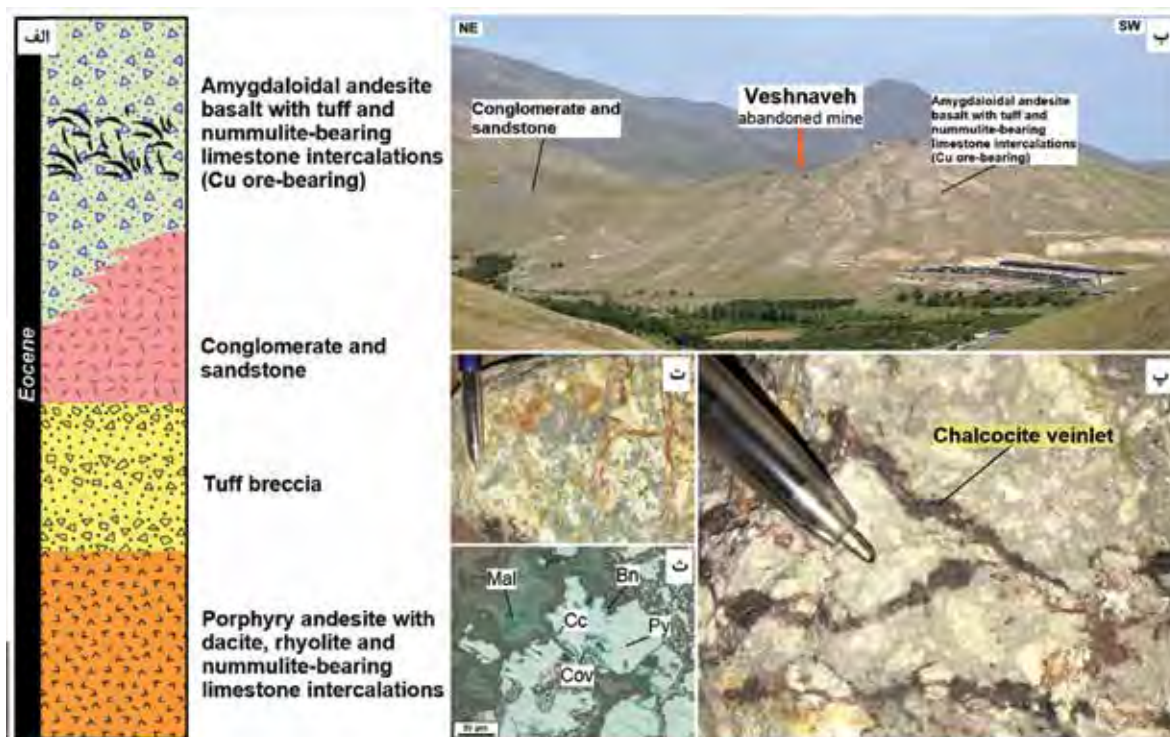 الف
Eocene
Amygdaloidal andesite
basalt with tuff and
nummulite-bearing
limestone intercalations
(Cu ore-bearing)
Conglomerate and
sandstone
Tuff breccia
Porphyry andesite with
dacite, rhyolite and
nummulite-bearing
limestone intercalations
NE
SW
ب
Conglomerate and
sandstone
Veshnaveh
abandoned mine
Amygdaloidal andesite
basalt with tuff and
nummulite-bearing
limestone intercalations
(Cu ore-bearing)
ت
پ
Chalcocite veinlet
ث
Mal
Bn
Cc
Py
Cov